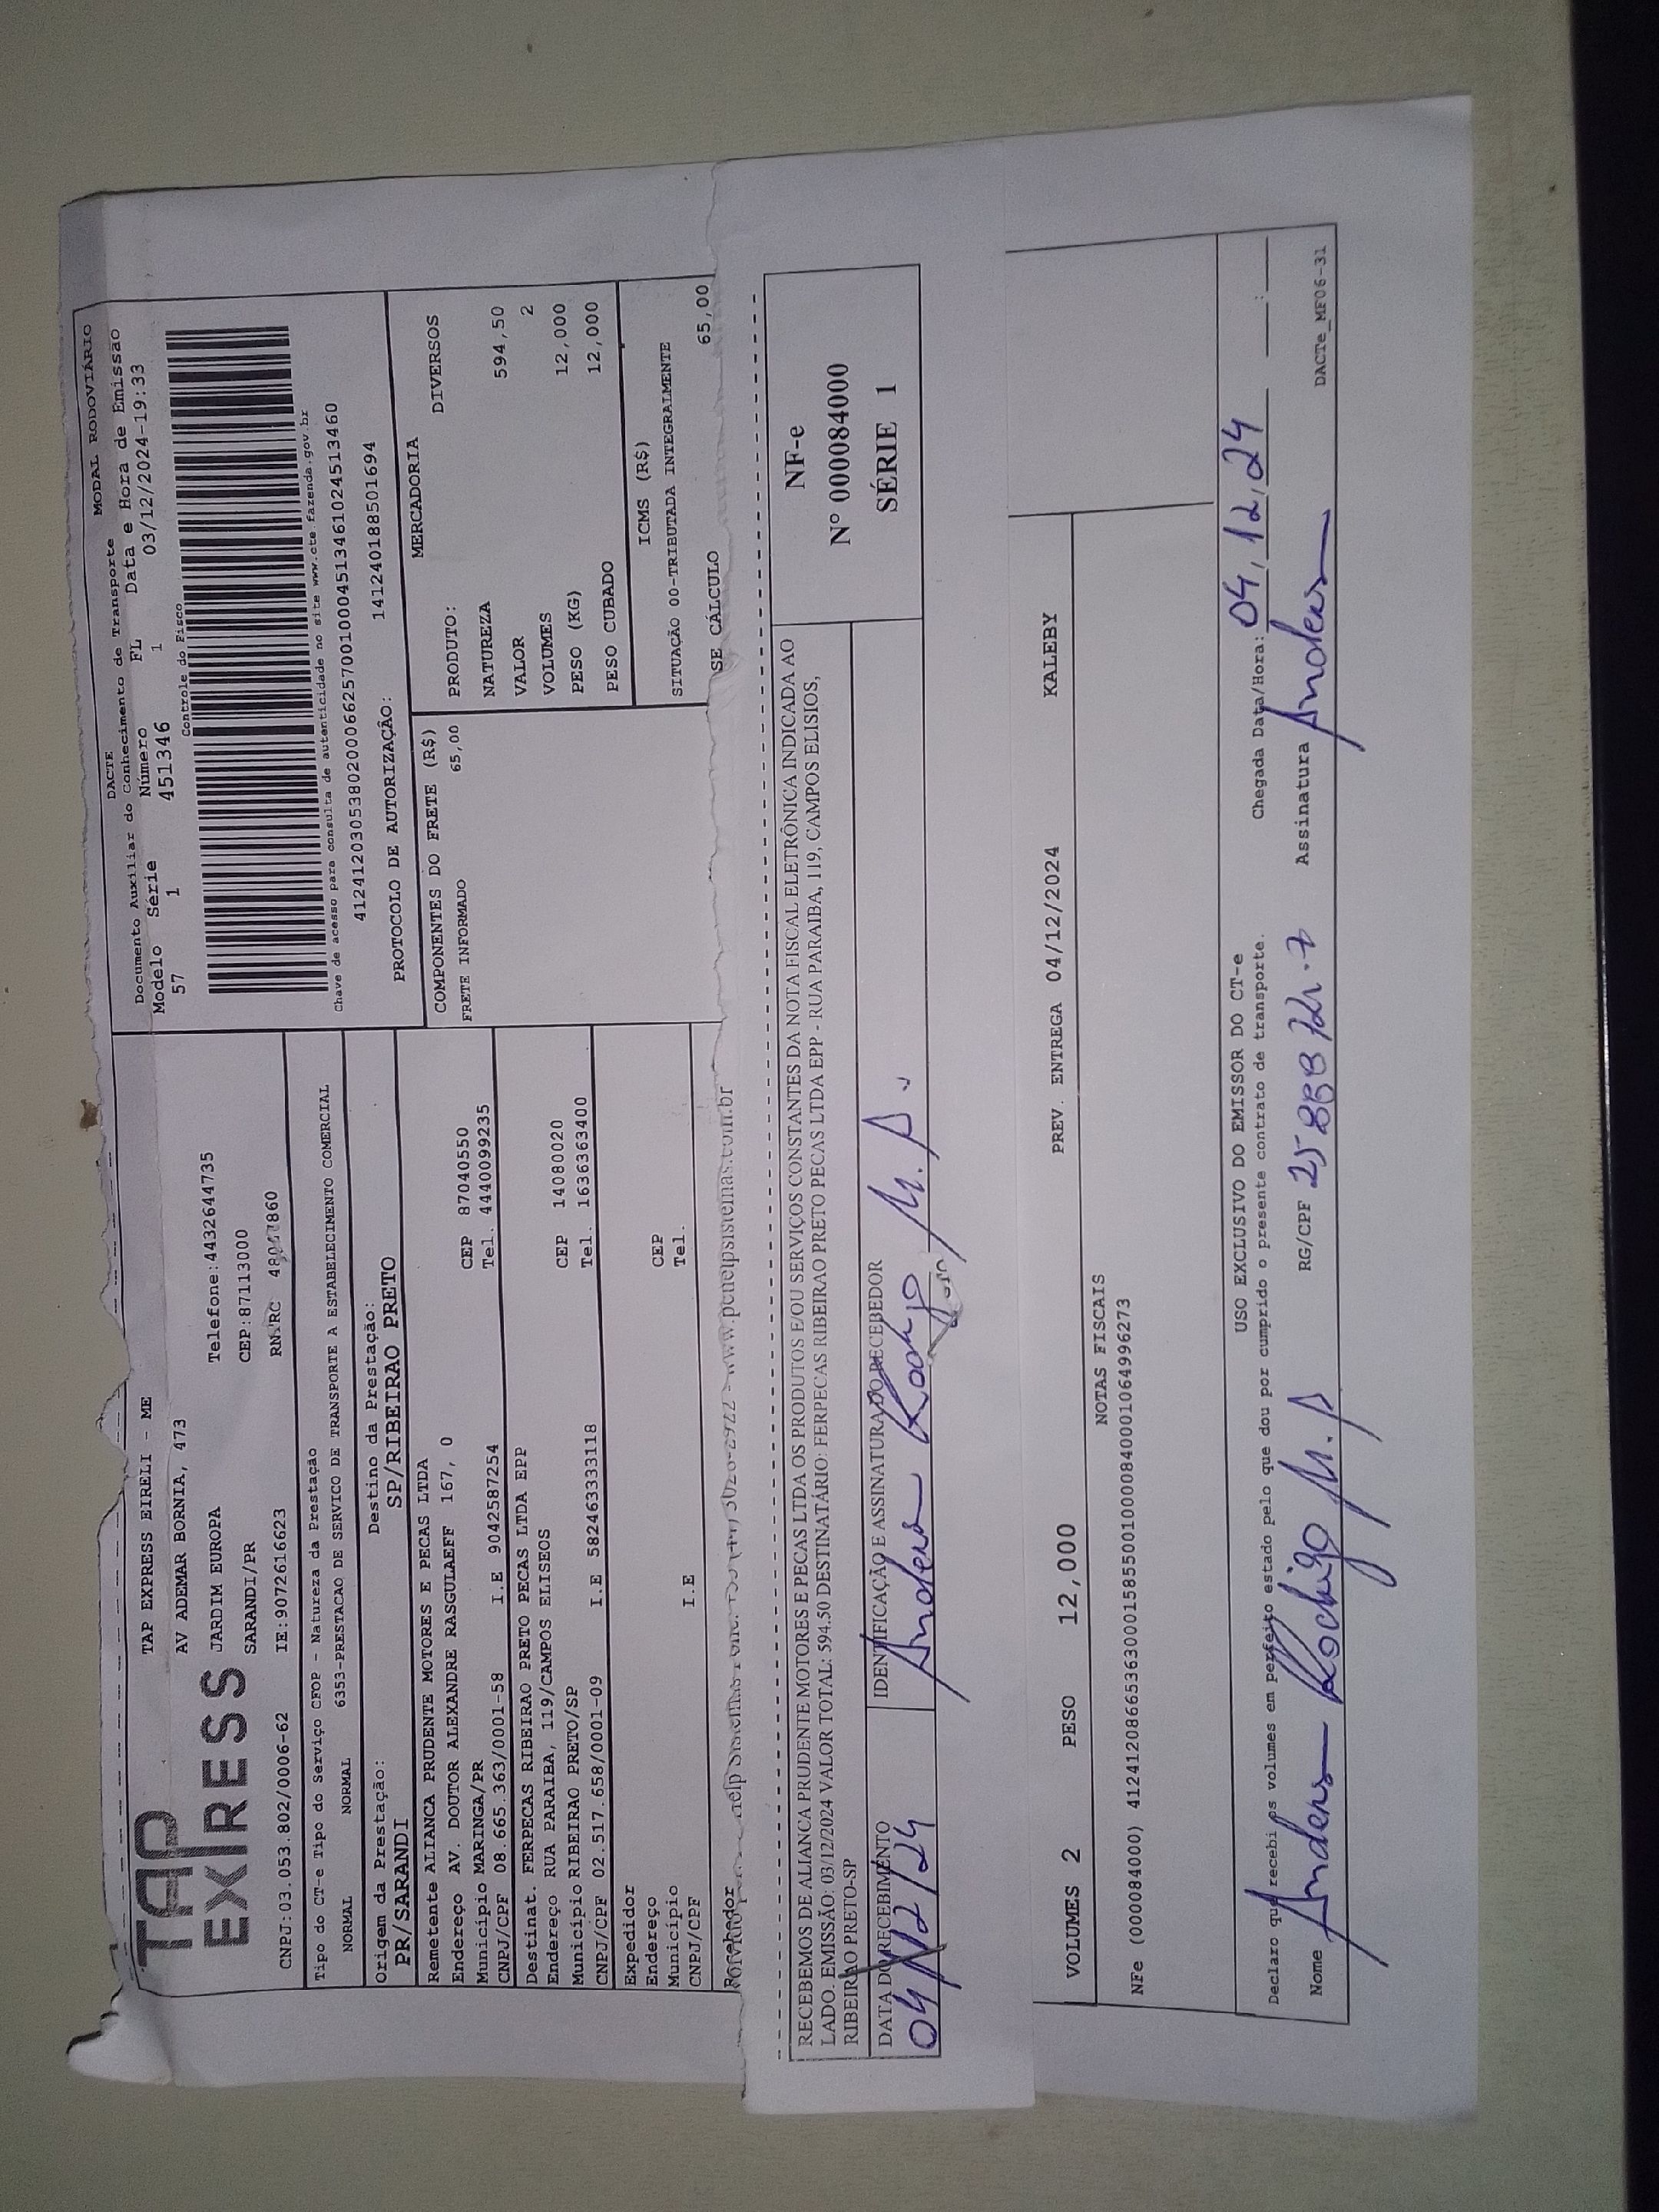 TAP
EXPRESS
TAP EXPRESS EIRELI - ME
AV ADEMAR BORNIA, 473
JARDIM EUROPA Telefone:4432644735
SARANDI/PR CEP:87113000
CNPJ:03.053.802/0006-62 IE:9072616623
Tipo do CT-e Tipo do Serviço CFOP - Natureza da Prestação
NORMAL NORMAL 6353-PRESTACAO DE SERVICO DE TRANSPORTE A ESTABELECIMENTO COMERCIAL
Origem da Prestação: Destino da Prestação:
PR/SARANDI SP/RIBEIRAO PRETO
Remetente ALIANCA PRUDENTE MOTORES E PECAS LTDA
Endereço AV. DOUTOR ALEXANDRE RASGULAEFF 167, 0 CEP 87040550
Município MARINGA/PR Tel. 4440099235
CNPJ/CPF 08.665.363/0001-58 I.E 9042587254
Destinat. FERPECAS RIBEIRAO PRETO PECAS LTDA EPP
Endereço RUA PARAIBA, 119/CAMPOS ELISEOS CEP 14080020
Município RIBEIRAO PRETO/SP Tel. 1636363400
CNPJ/CPF 02.517.658/0001-09 I.E 582463333118
Expedidor
Endereço CEP
Município Tel.
CNPJ/CPF I.E
MODAL RODOVIÁRIO
DACTE
Documento Auxiliar do Conhecimento de Transporte
Modelo Série Número FL Data e Hora de Emissão
57 1 451346 1 03/12/2024-19:33
Controle do Fisco
Chave de acesso para consulta de autenticidade no site www.cte.fazenda.gov.br
41241203053802000662570010004513461024513460
PROTOCOLO DE AUTORIZAÇÃO: 141240188501694
COMPONENTES DO FRETE (R$)
FRETE INFORMADO 65,00
MERCADORIA
PRODUTO: DIVERSOS
NATUREZA
VALOR 594,50
VOLUMES 2
PESO (KG) 12,000
PESO CUBADO 12,000
ICMS (R$)
SITUAÇÃO 00-TRIBUTADA INTEGRALMENTE
SE CÁLCULO 65,00
RECEBEMOS DE ALIANCA PRUDENTE MOTORES E PECAS LTDA OS PRODUTOS E/OU SERVIÇOS CONSTANTES DA NOTA FISCAL ELETRÔNICA INDICADA AO
LADO. EMISSÃO: 03/12/2024 VALOR TOTAL: 594.50 DESTINATÁRIO: FERPECAS RIBEIRAO PRETO PECAS LTDA EPP - RUA PARAIBA, 119, CAMPOS ELISIOS,
RIBEIRAO PRETO-SP
DATA DO RECEBIMENTO IDENTIFICAÇÃO E ASSINATURA DO RECEBEDOR
04/12/24 Anderson Rodrigo M. A.
NF-e
Nº 000084000
SÉRIE 1
VOLUMES 2 PESO 12,000 PREV. ENTREGA 04/12/2024 KALEBY
NOTAS FISCAIS
NFe (000084000) 41241208665363000158550010000840001064996273
USO EXCLUSIVO DO EMISSOR DO CT-e
Declaro que recebi os volumes em perfeito estado pelo que dou por cumprido o presente contrato de transporte. Chegada Data/Hora: 04,12,24 :
Nome Anderson Rodrigo M. A RG/CPF Assinatura Anderson
DACTe_MF06-31